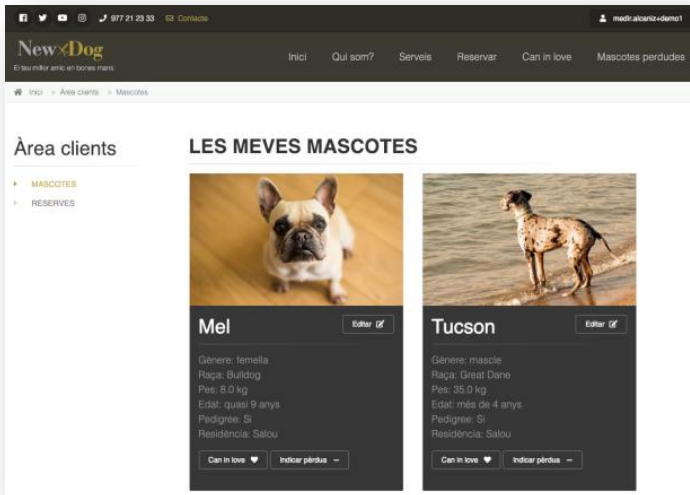 977 21 23 33 Contacte
medir.alcaniz+demo1
New Dog
El teu millor amic en bones mans
Inici Qui som? Serveis Reservar Can in love Mascotes perdudes
Inici > Àrea clients > Mascotes
Àrea clients
MASCOTES
RESERVES
LES MEVES MASCOTES
Mel
Editar
Gènere: femella
Raça: Bulldog
Pes: 8.0 kg
Edat: quasi 9 anys
Pedigree: Si
Residència: Salou
Can in love
Indicar pèrdua
Tucson
Editar
Gènere: mascle
Raça: Great Dane
Pes: 35.0 kg
Edat: més de 4 anys
Pedigree: Si
Residència: Salou
Can in love
Indicar pèrdua